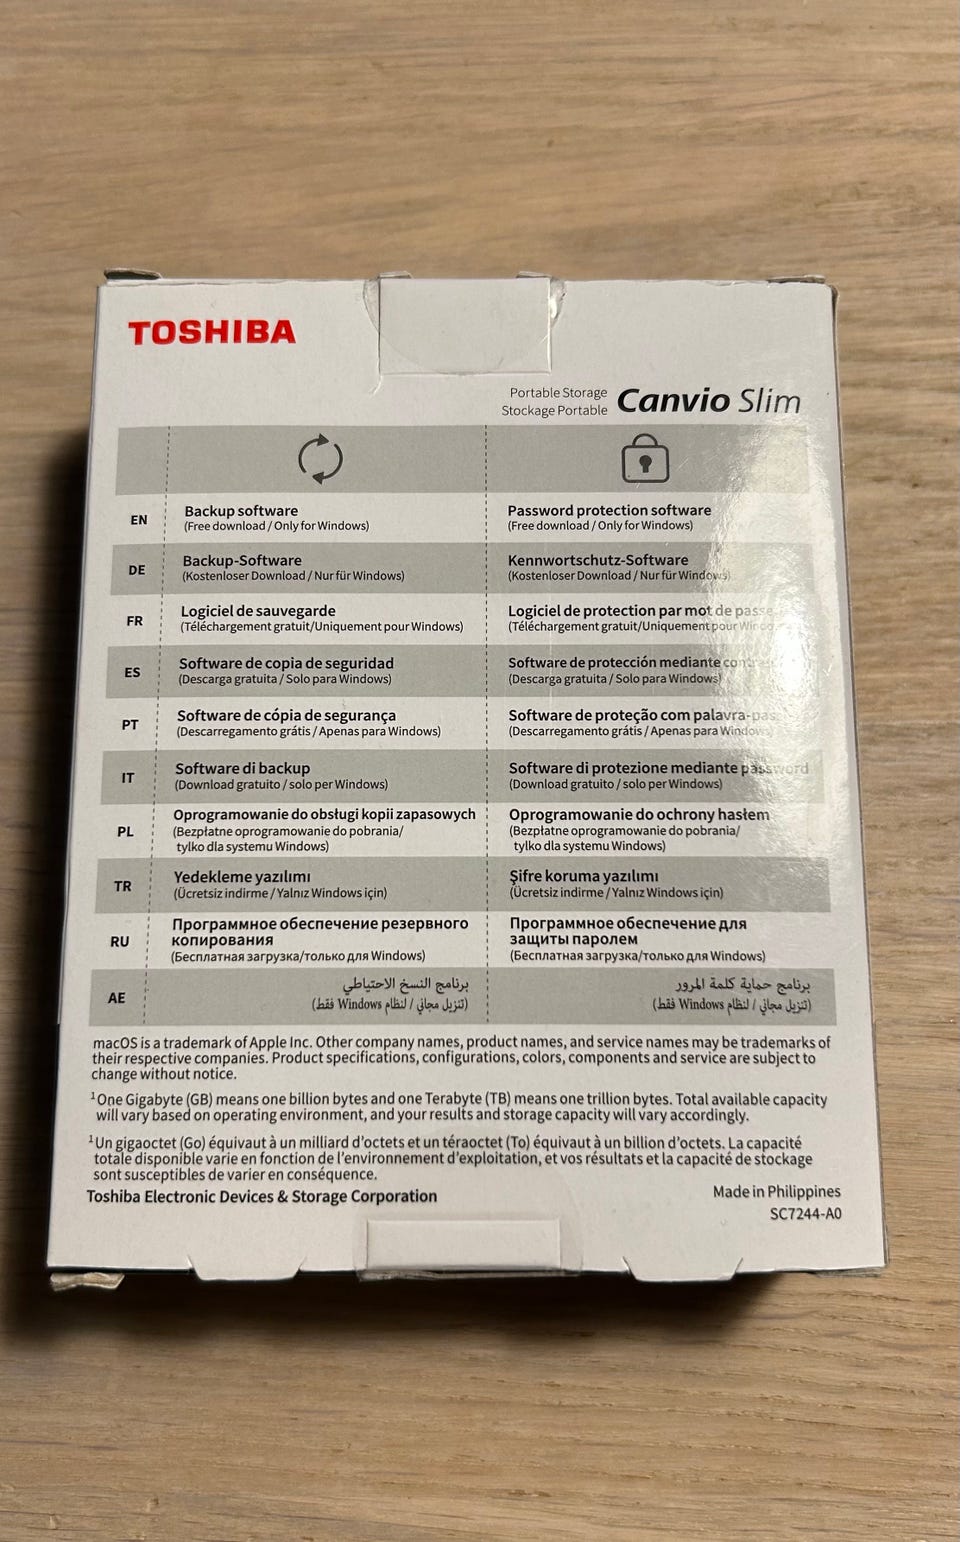 TOSHIBA
Portable Storage
Stockage Portable
Canvio Slim
EN
Backup software
(Free download / Only for Windows)
Password protection software
(Free download / Only for Windows)
DE
Backup-Software
(Kostenloser Download / Nur für Windows)
Kennwortschutz-Software
(Kostenloser Download / Nur für Windows)
FR
Logiciel de sauvegarde
(Téléchargement gratuit/Uniquement pour Windows)
Logiciel de protection par mot de passe
(Téléchargement gratuit/Uniquement pour
ES
Software de copia de seguridad
(Descarga gratuita / Solo para Windows)
Software de protección mediante
(Descarga gratuita / Solo para Windows)
PT
Software de cópia de segurança
(Descarregamento grátis / Apenas para Windows)
Software de proteção com
(Descarregamento grátis / Apenas para Windows)
IT
Software di backup
(Download gratuito / solo per Windows)
Software di protezione mediante password
(Download gratuito / solo per Windows)
PL
Oprogramowanie do obsługi kopii zapasowych
(Bezpłatne oprogramowanie do pobrania/
tylko dla systemu Windows)
Oprogramowanie do ochrony hasłem
(Bezpłatne oprogramowanie do pobrania/
tylko dla systemu Windows)
TR
Yedekleme yazılımı
(Ücretsiz indirme / Yalnız Windows için)
Şifre koruma yazılımı
(Ücretsiz indirme / Yalnız Windows için)
RU
Программное обеспечение резервного
копирования
(Бесплатная загрузка/только для Windows)
Программное обеспечение для
защиты паролем
(Бесплатная загрузка/только для Windows)
AE
برنامج النسخ الاحتياطي
(تنزيل مجاني / لنظام Windows فقط)
برنامج حماية كلمة المرور
(تنزيل مجاني / لنظام Windows فقط)
macOS is a trademark of Apple Inc. Other company names, product names, and service names may be trademarks of
their respective companies. Product specifications, configurations, colors, components and service are subject to
change without notice.
¹One Gigabyte (GB) means one billion bytes and one Terabyte (TB) means one trillion bytes. Total available capacity
will vary based on operating environment, and your results and storage capacity will vary accordingly.
¹Un gigaoctet (Go) équivaut à un milliard d'octets et un téraoctet (To) équivaut à un billion d'octets. La capacité
totale disponible varie en fonction de l'environnement d'exploitation, et vos résultats et la capacité de stockage
sont susceptibles de varier en conséquence.
Toshiba Electronic Devices & Storage Corporation
Made in Philippines
SC7244-A0